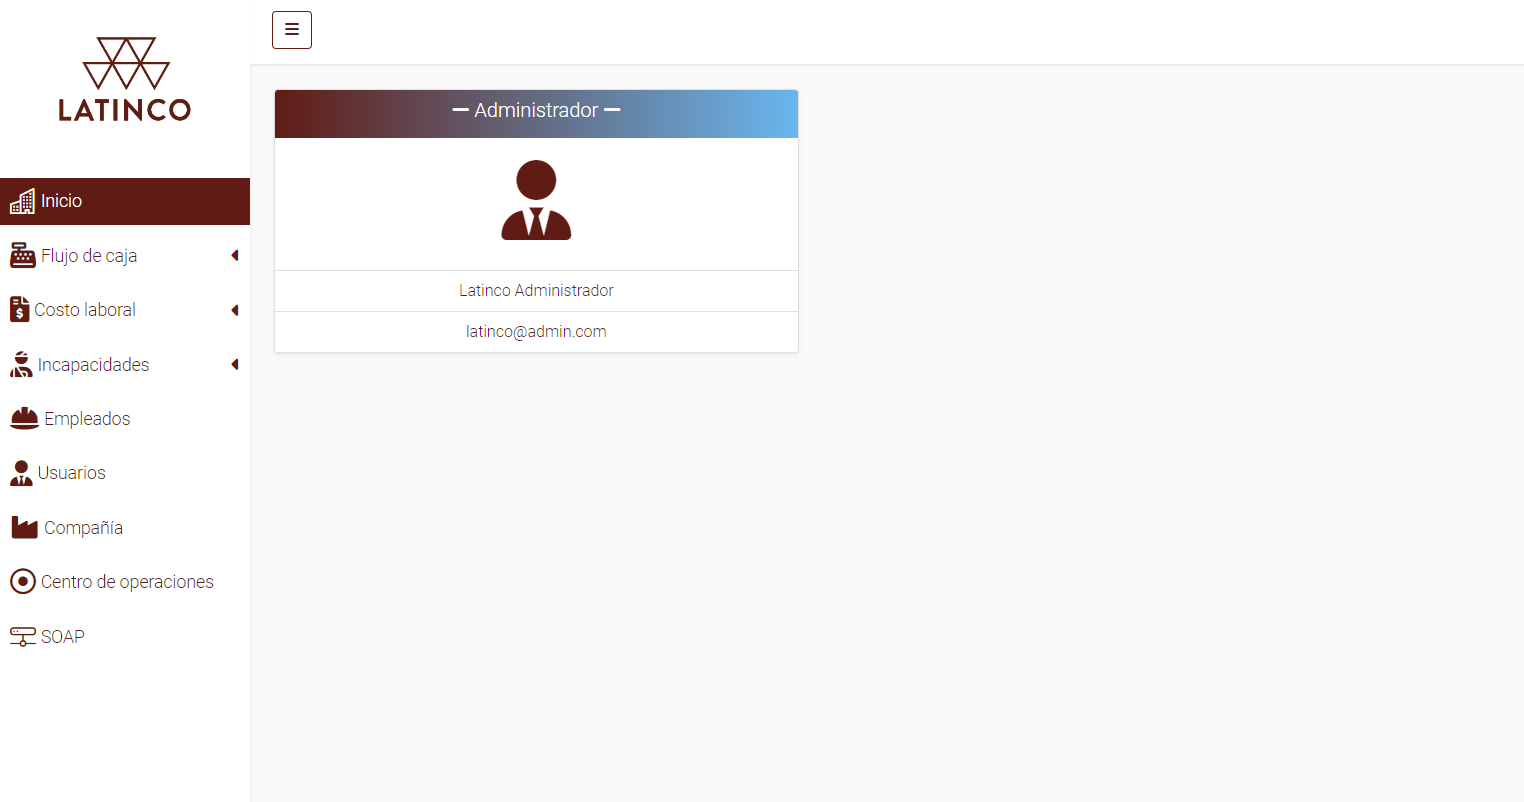 LATINCO
Inicio
Flujo de caja
Costo laboral
Incapacidades
Empleados
Usuarios
Compañía
Centro de operaciones
SOAP
— Administrador —
Latinco Administrador
latinco@admin.com